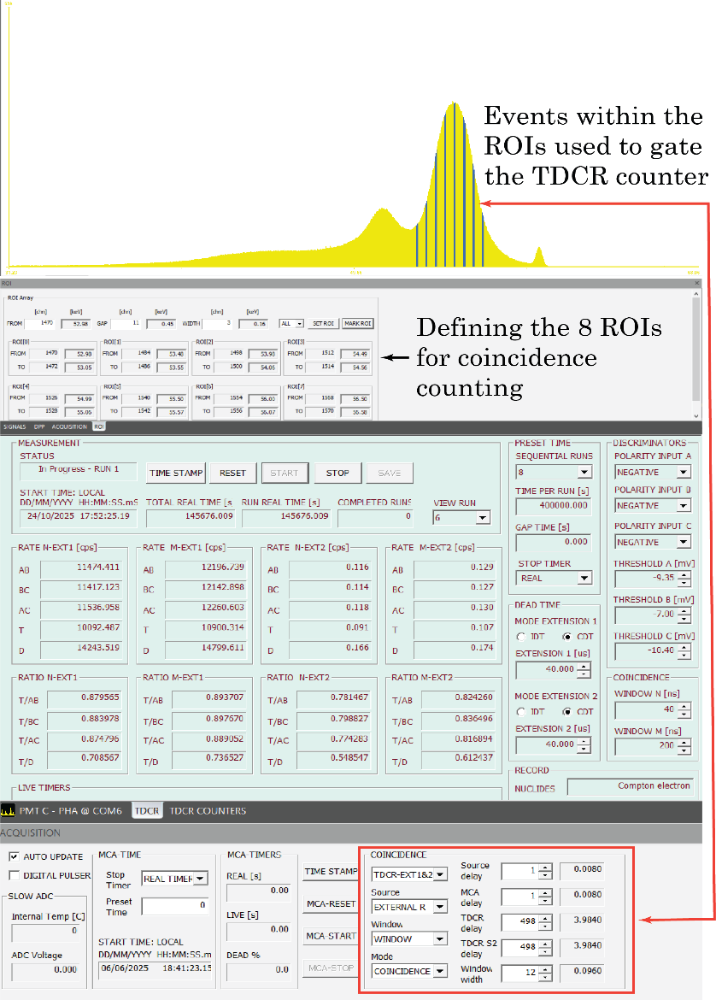 Events within the
ROIs used to gate
the TDCR counter
ROI
ROI Array
[chn] [keV] [chn] [keV] [chn] [keV]
FROM 1470 52.98 GAP 11 0.45 WIDTH 3 0.16 ALL SET ROI MARK ROI
ROI[0] ROI[1] ROI[2] ROI[3]
FROM 1470 52.98 1484 53.48 1498 53.98 1512 54.49
TO 1472 53.05 1486 53.55 1500 54.06 1514 54.56
ROI[4] ROI[5] ROI[6] ROI[7]
FROM 1526 54.99 1540 55.50 1554 56.00 1568 56.50
TO 1528 55.06 1542 55.57 1556 56.07 1570 56.58
Defining the 8 ROIs
for coincidence
counting
SIGNALS DPP ACQUISITION ROI
MEASUREMENT
STATUS
In Progress - RUN 1 TIME STAMP RESET START STOP SAVE
START TIME: LOCAL
DD/MM/YYYY HH:MM:SS.mS TOTAL REAL TIME [s RUN REAL TIME [s] COMPLETED RUNS VIEW RUN
24/10/2025 17:52:25.19 145676.009 145676.009 0 6
PRESET TIME
SEQUENTIAL RUNS
8
TIME PER RUN [s]
400000.000
GAP TIME [s]
0.000
STOP TIMER
REAL
DISCRIMINATORS
POLARITY INPUT A
NEGATIVE
POLARITY INPUT B
NEGATIVE
POLARITY INPUT C
NEGATIVE
THRESHOLD A [mV]
-9.35
THRESHOLD B [mV]
-7.00
THRESHOLD C [mV]
-10.40
RATE N-EXT1 [cps] RATE M-EXT1 [cps] RATE N-EXT2 [cps] RATE M-EXT2 [cps]
AB 11474.411 AB 12196.739 AB 0.116 AB 0.129
BC 11417.123 BC 12142.898 BC 0.114 BC 0.127
AC 11536.958 AC 12260.603 AC 0.118 AC 0.130
T 10092.487 T 10900.314 T 0.091 T 0.107
D 14243.519 D 14799.611 D 0.166 D 0.174
RATIO N-EXT1 RATIO M-EXT1 RATIO N-EXT2 RATIO M-EXT2
T/AB 0.879565 T/AB 0.893707 T/AB 0.781467 T/AB 0.824260
T/BC 0.883978 T/BC 0.897670 T/BC 0.798827 T/BC 0.836496
T/AC 0.874796 T/AC 0.889052 T/AC 0.774283 T/AC 0.816894
T/D 0.708567 T/D 0.736527 T/D 0.548547 T/D 0.612437
DEAD TIME
MODE EXTENSION 1
IDT CDT
EXTENSION 1 [us]
40.000
MODE EXTENSION 2
IDT CDT
EXTENSION 2 [us]
40.000
COINCIDENCE
WINDOW N [ns]
40
WINDOW M [ns]
200
RECORD
NUCLIDES Compton electron
LIVE TIMERS
PMT C - PHA @ COM6 TDCR TDCR COUNTERS
ACQUISITION
AUTO UPDATE
DIGITAL PULSER
SLOW ADC
Internal Temp [C]
0
ADC Voltage
0.000
MCA-TIME
Stop
Timer REAL TIMER
Preset
Time 0
START TIME: LOCAL
DD/MM/YYYY HH:MM:SS.m
06/06/2025 18:41:23.15
MCA-TIMERS
REAL [s]
0.00
LIVE [s]
0.00
DEAD %
0.0
TIME STAMP
MCA-RESET
MCA-START
MCA-STOP
COINCIDENCE
TDCR-EXT1&2
Source
EXTERNAL R
Window
WINDOW
Mode
COINCIDENCE
Source
delay 1 0.0080
MCA
delay 1 0.0080
TDCR
delay 498 3.9840
TDCR S2
delay 498 3.9840
Window
width 12 0.0960